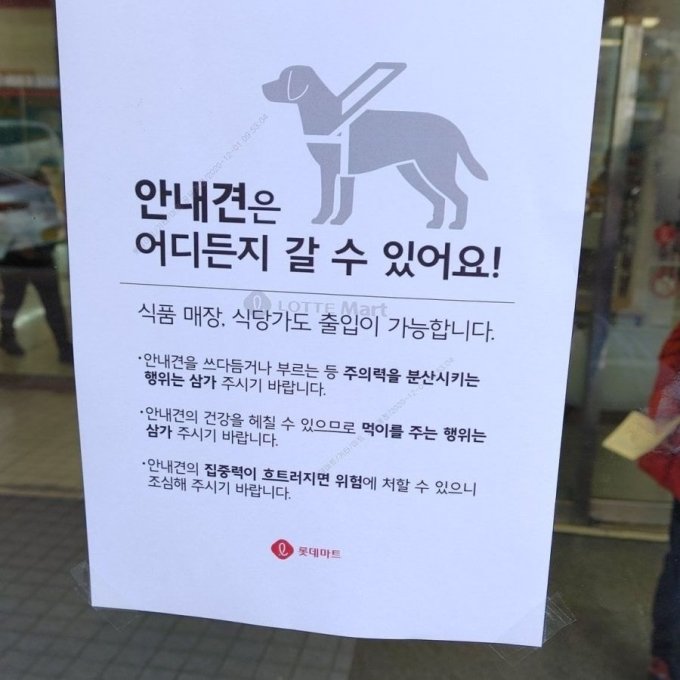 안내견은
어디든지 갈 수 있어요!
LOTTE Mart
식품 매장, 식당가도 출입이 가능합니다.
·안내견을 쓰다듬거나 부르는 등 주의력을 분산시키는
행위는 삼가 주시기 바랍니다.
·안내견의 건강을 헤칠 수 있으므로 먹이를 주는 행위는
삼가 주시기 바랍니다.
·안내견의 집중력이 흐트러지면 위험에 처할 수 있으니
조심해 주시기 바랍니다.
롯데마트